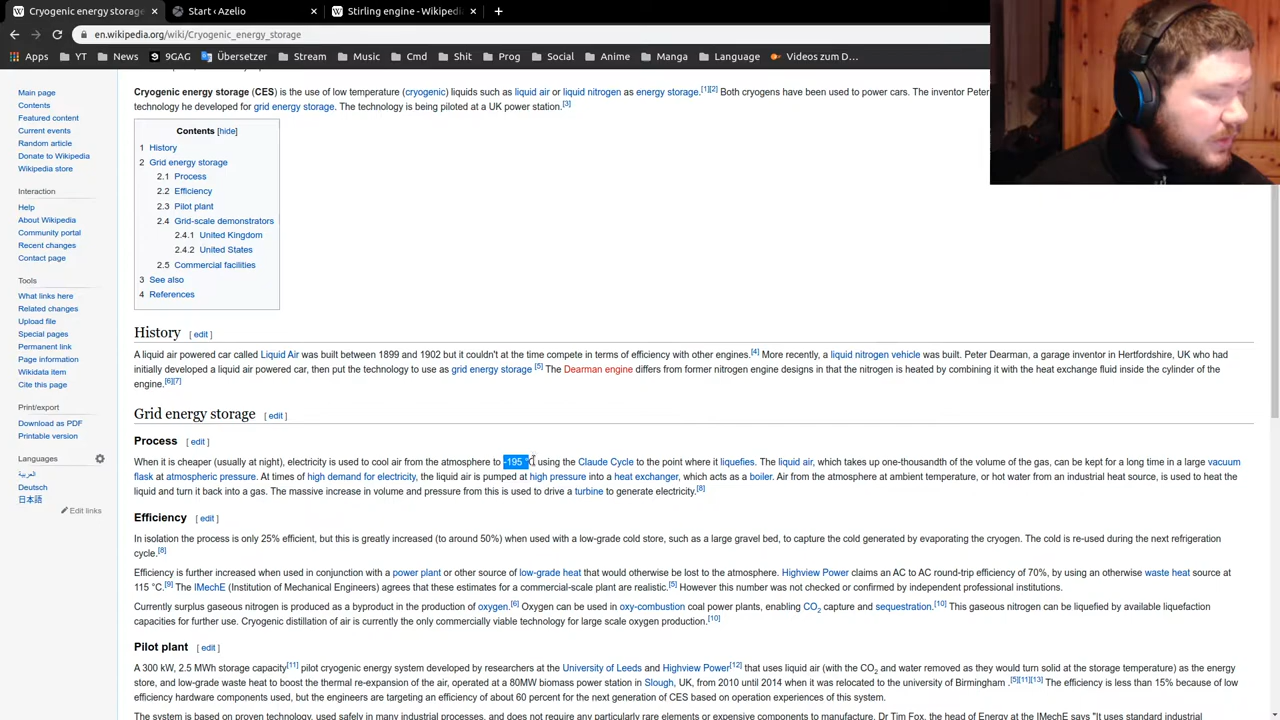 Cryogenic energy storage
Start ‹ Azelio
Stirling engine - Wikipedi
en.wikipedia.org/wiki/Cryogenic_energy_storage
Apps YT News 9GAG Übersetzer Stream Music Cmd Shit Prog Social Anime Manga Language Videos zum D...
Main page
Contents
Featured content
Current events
Random article
Donate to Wikipedia
Wikipedia store
Interaction
Help
About Wikipedia
Community portal
Recent changes
Contact page
Tools
What links here
Related changes
Upload file
Special pages
Permanent link
Page information
Wikidata item
Cite this page
Print/export
Download as PDF
Printable version
Languages
العربية
Deutsch
日本語
Edit links
Cryogenic energy storage (CES) is the use of low temperature (cryogenic) liquids such as liquid air or liquid nitrogen as energy storage.[1][2] Both cryogens have been used to power cars. The inventor Peter
technology he developed for grid energy storage. The technology is being piloted at a UK power station.[3]
Contents [hide]
1 History
2 Grid energy storage
2.1 Process
2.2 Efficiency
2.3 Pilot plant
2.4 Grid-scale demonstrators
2.4.1 United Kingdom
2.4.2 United States
2.5 Commercial facilities
3 See also
4 References
History [ edit ]
A liquid air powered car called Liquid Air was built between 1899 and 1902 but it couldn't at the time compete in terms of efficiency with other engines.[4] More recently, a liquid nitrogen vehicle was built. Peter Dearman, a garage inventor in Hertfordshire, UK who had
initially developed a liquid air powered car, then put the technology to use as grid energy storage.[5] The Dearman engine differs from former nitrogen engine designs in that the nitrogen is heated by combining it with the heat exchange fluid inside the cylinder of the
engine.[6][7]
Grid energy storage [ edit ]
Process [ edit ]
When it is cheaper (usually at night), electricity is used to cool air from the atmosphere to -195 °C using the Claude Cycle to the point where it liquefies. The liquid air, which takes up one-thousandth of the volume of the gas, can be kept for a long time in a large vacuum
flask at atmospheric pressure. At times of high demand for electricity, the liquid air is pumped at high pressure into a heat exchanger, which acts as a boiler. Air from the atmosphere at ambient temperature, or hot water from an industrial heat source, is used to heat the
liquid and turn it back into a gas. The massive increase in volume and pressure from this is used to drive a turbine to generate electricity.[8]
Efficiency [ edit ]
In isolation the process is only 25% efficient, but this is greatly increased (to around 50%) when used with a low-grade cold store, such as a large gravel bed, to capture the cold generated by evaporating the cryogen. The cold is re-used during the next refrigeration
cycle.[8]
Efficiency is further increased when used in conjunction with a power plant or other source of low-grade heat that would otherwise be lost to the atmosphere. Highview Power claims an AC to AC round-trip efficiency of 70%, by using an otherwise waste heat source at
115 °C.[9] The IMechE (Institution of Mechanical Engineers) agrees that these estimates for a commercial-scale plant are realistic.[5] However this number was not checked or confirmed by independent professional institutions.
Currently surplus gaseous nitrogen is produced as a byproduct in the production of oxygen.[6] Oxygen can be used in oxy-combustion coal power plants, enabling CO2 capture and sequestration.[10] This gaseous nitrogen can be liquefied by available liquefaction
capacities for further use. Cryogenic distillation of air is currently the only commercially viable technology for large scale oxygen production.[10]
Pilot plant [ edit ]
A 300 kW, 2.5 MWh storage capacity[11] pilot cryogenic energy system developed by researchers at the University of Leeds and Highview Power[12] that uses liquid air (with the CO2 and water removed as they would turn solid at the storage temperature) as the energy
store, and low-grade waste heat to boost the thermal re-expansion of the air, operated at a 80MW biomass power station in Slough, UK, from 2010 until 2014 when it was relocated to the university of Birmingham .[5][11][13] The efficiency is less than 15% because of low
efficiency hardware components used, but the engineers are targeting an efficiency of about 60 percent for the next generation of CES based on operation experiences of this system.
The system is based on proven technology, used safely in many industrial processes, and does not require any particularly rare elements or expensive components to manufacture. Dr Tim Fox, the head of Energy at the IMechE says "It uses standard industrial